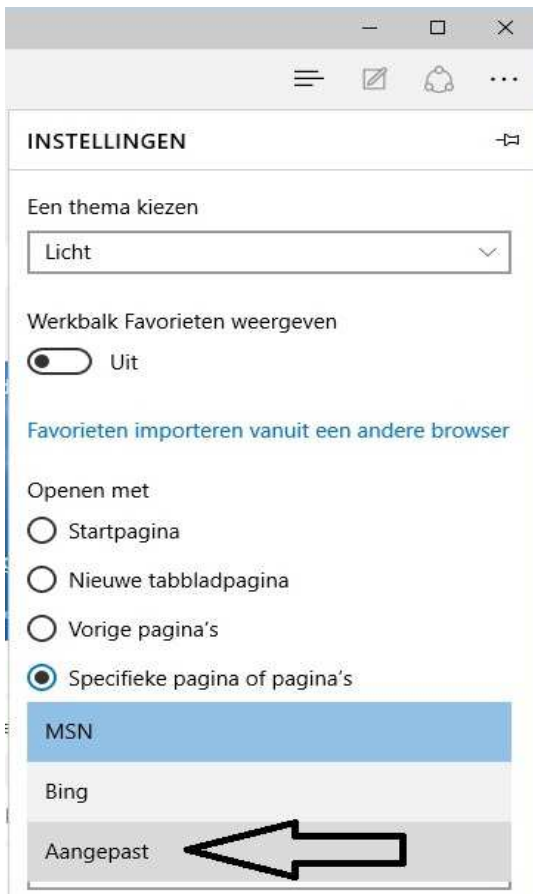 INSTELLINGEN
Een thema kiezen
Licht
Werkbalk Favorieten weergeven
Uit
Favorieten importeren vanuit een andere browser
Openen met
Startpagina
Nieuwe tabbladpagina
Vorige pagina's
Specifieke pagina of pagina's
MSN
Bing
Aangepast